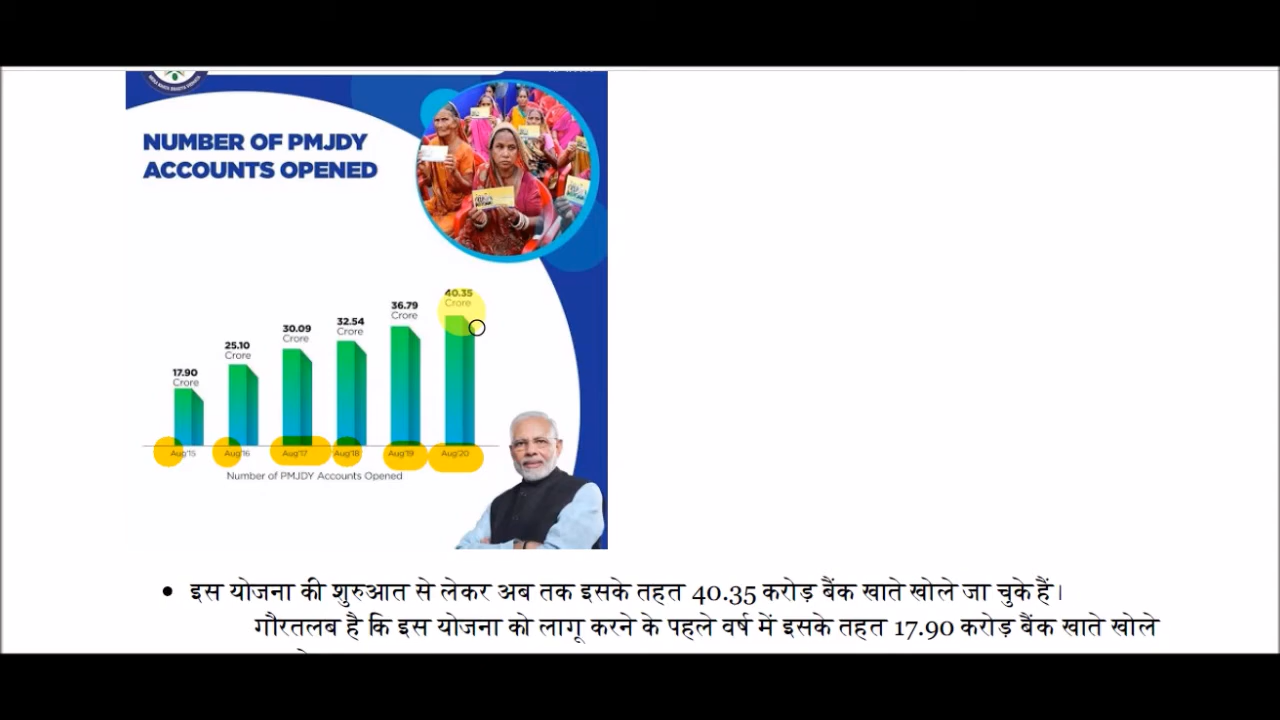 NUMBER OF PMJDY
ACCOUNTS OPENED
40.35
Crore
36.79
Crore
32.54
Crore
30.09
Crore
25.10
Crore
17.90
Crore
Aug'15 Aug'16 Aug'17 Aug'18 Aug'19 Aug'20
Number of PMJDY Accounts Opened
• इस योजना की शुरुआत से लेकर अब तक इसके तहत 40.35 करोड़ बैंक खाते खोले जा चुके हैं।
गौरतलब है कि इस योजना को लागू करने के पहले वर्ष में इसके तहत 17.90 करोड़ बैंक खाते खोले